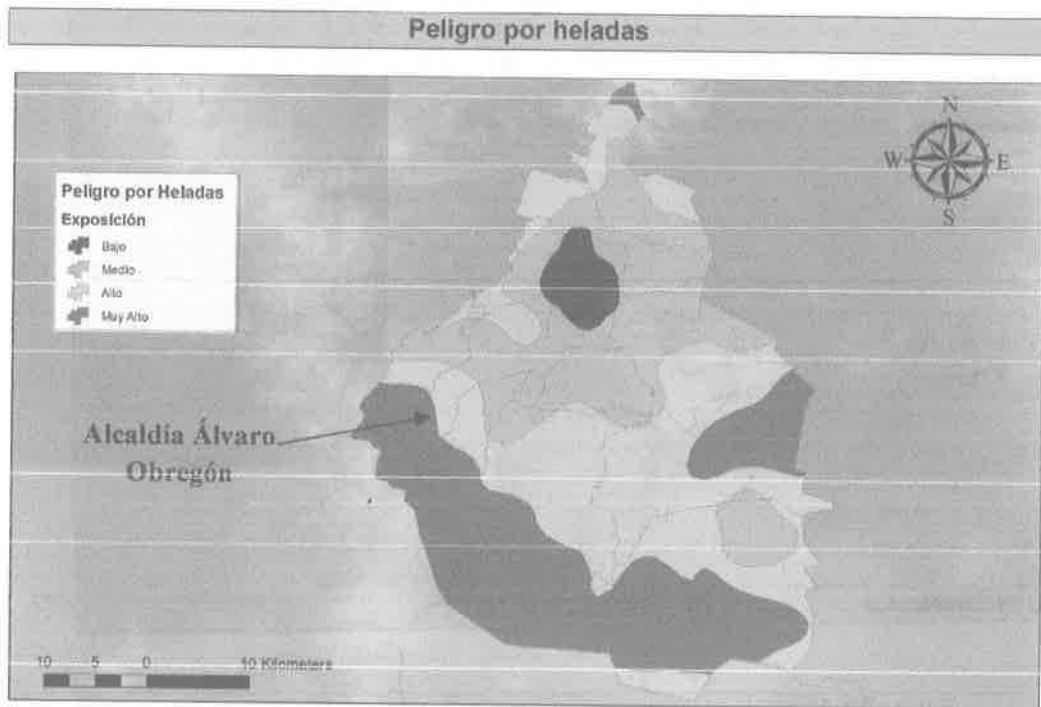 Peligro por heladas
N
W E
S
Peligro por Heladas
Exposición
Bajo
Medio
Alto
Muy Alto
Alcaldía Álvaro
Obregón
10 5 0 10 Kilometers